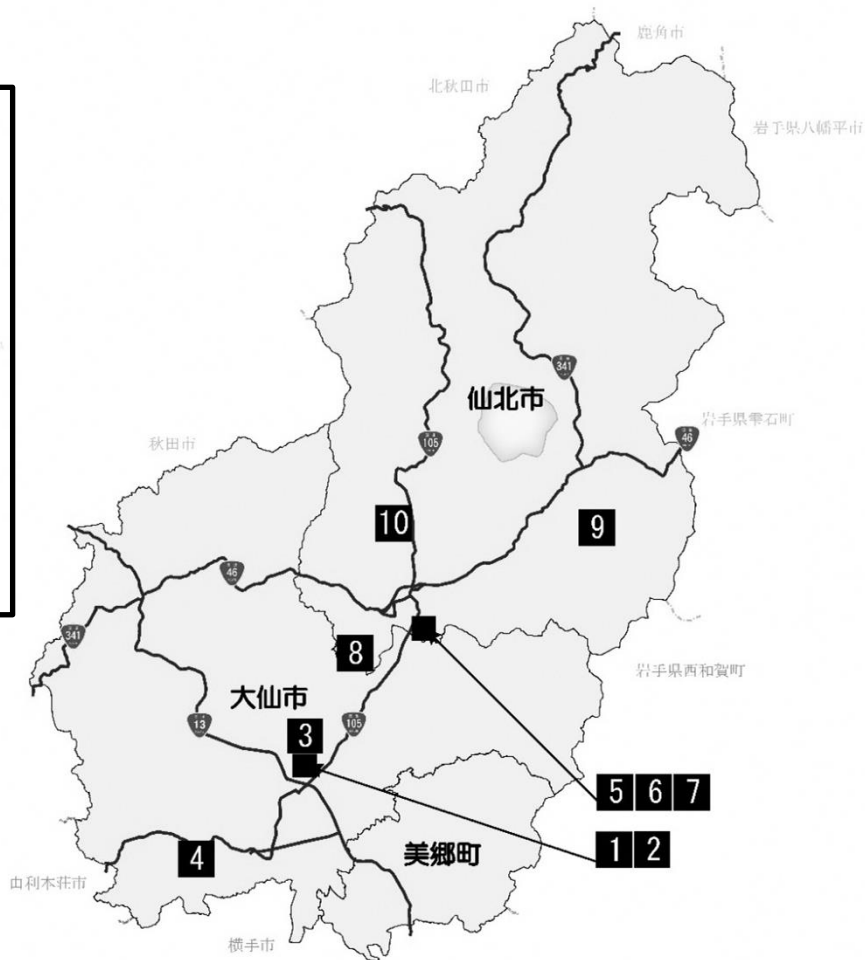 鹿角市
北秋田市
岩手県八幡平市
341
仙北市
岩手県雫石町
46
秋田市
105
10
9
46
341
8
岩手県西和賀町
大仙市
13
3
105
5 6 7
1 2
4
美郷町
由利本荘市
横手市